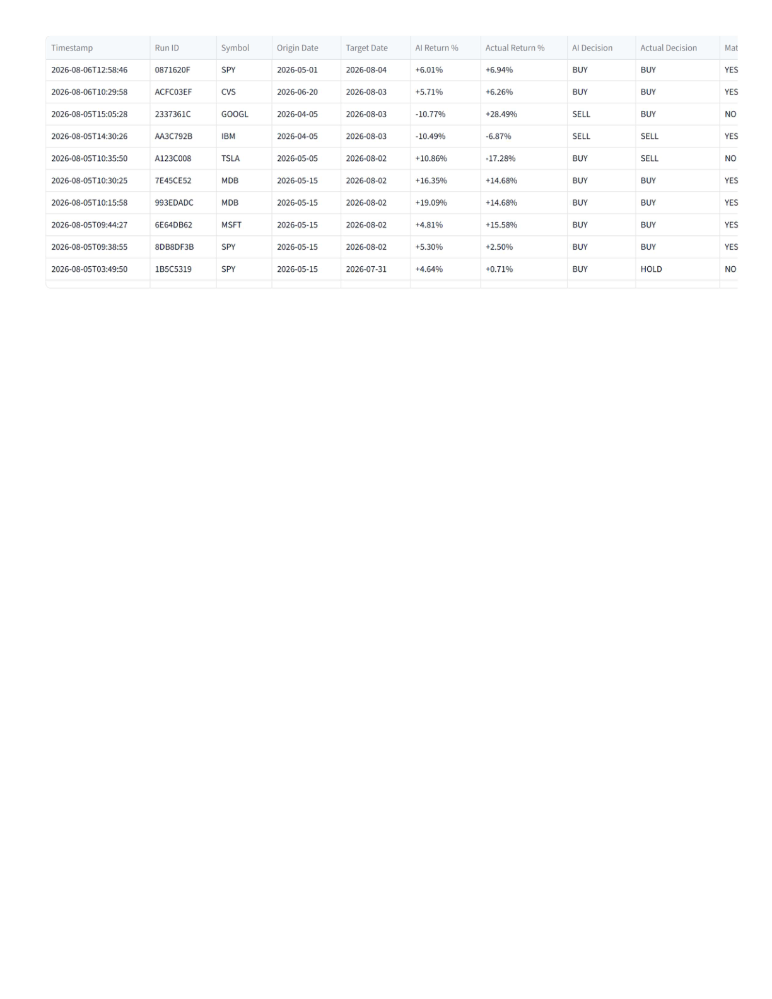 Timestamp Run ID Symbol Origin Date Target Date AI Return % Actual Return % AI Decision Actual Decision Mat
2026-08-06T12:58:46 0871620F SPY 2026-05-01 2026-08-04 +6.01% +6.94% BUY BUY YES
2026-08-06T10:29:58 ACFC03EF CVS 2026-06-20 2026-08-03 +5.71% +6.26% BUY BUY YES
2026-08-05T15:05:28 2337361C GOOGL 2026-04-05 2026-08-03 -10.77% +28.49% SELL BUY NO
2026-08-05T14:30:26 AA3C792B IBM 2026-04-05 2026-08-03 -10.49% -6.87% SELL SELL YES
2026-08-05T10:35:50 A123C008 TSLA 2026-05-05 2026-08-02 +10.86% -17.28% BUY SELL NO
2026-08-05T10:30:25 7E45CE52 MDB 2026-05-15 2026-08-02 +16.35% +14.68% BUY BUY YES
2026-08-05T10:15:58 993EDADC MDB 2026-05-15 2026-08-02 +19.09% +14.68% BUY BUY YES
2026-08-05T09:44:27 6E64DB62 MSFT 2026-05-15 2026-08-02 +4.81% +15.58% BUY BUY YES
2026-08-05T09:38:55 8DB8DF3B SPY 2026-05-15 2026-08-02 +5.30% +2.50% BUY BUY YES
2026-08-05T03:49:50 1B5C5319 SPY 2026-05-15 2026-07-31 +4.64% +0.71% BUY HOLD NO